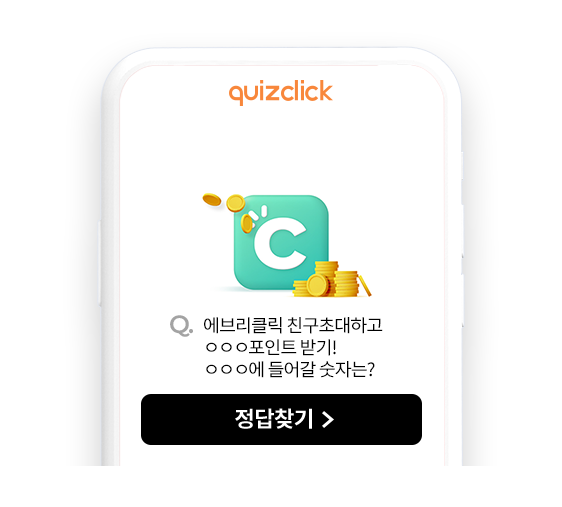 quizclick
C
Q. 에브리클릭 친구초대하고
ㅇㅇㅇ포인트 받기!
ㅇㅇㅇ에 들어갈 숫자는?
정답찾기 >